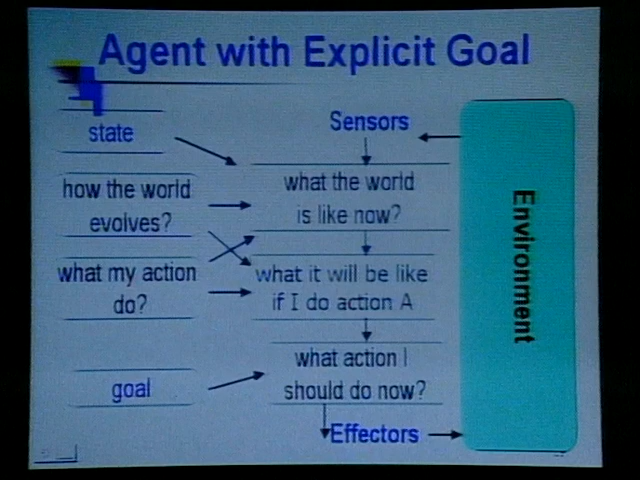 Agent with Explicit Goal
state
Sensors
how the world
evolves?
what the world
is like now?
what my action
do?
what it will be like
if I do action A
goal
what action I
should do now?
Effectors
Environment